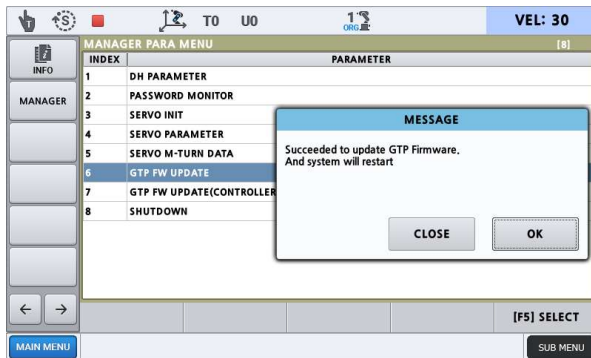 S T0 U0 1 ORG VEL: 30
MANAGER PARA MENU [8]
INFO
MANAGER
INDEX PARAMETER
1 DH PARAMETER
2 PASSWORD MONITOR
3 SERVO INIT
4 SERVO PARAMETER
5 SERVO M-TURN DATA
6 GTP FW UPDATE
7 GTP FW UPDATE(CONTROLLER
8 SHUTDOWN
MESSAGE
Succeeded to update GTP Firmware,
And system will restart
CLOSE OK
[F5] SELECT
MAIN MENU SUB MENU